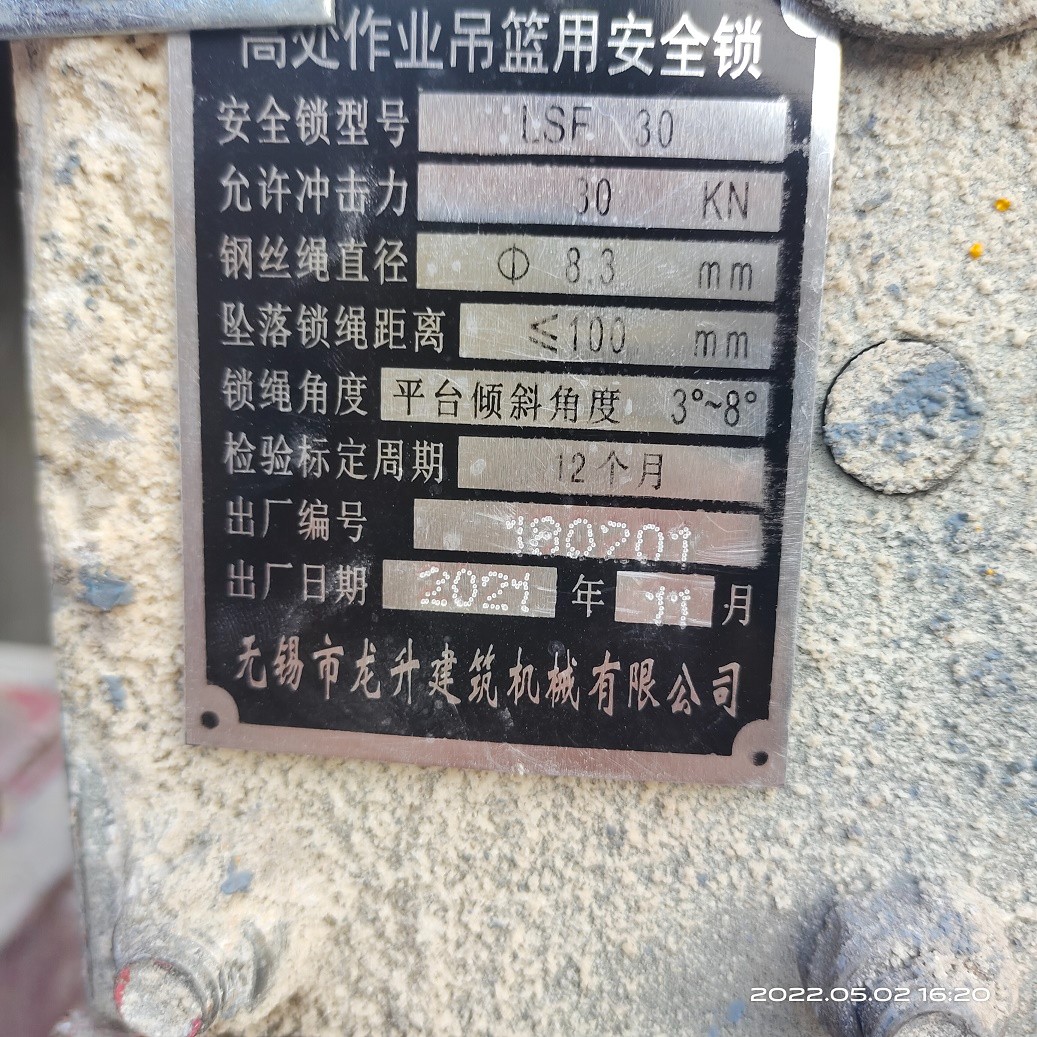 高处作业吊篮用安全锁
安全锁型号 LSF 30
允许冲击力 30 KN
钢丝绳直径 Φ 8.3 mm
坠落锁绳距离 ≤100 mm
锁绳角度 平台倾斜角度 3°~8°
检验标定周期 12个月
出厂编号 180201
出厂日期 2021 年 11 月
无锡市龙升建筑机械有限公司
2022.05.02 16:20